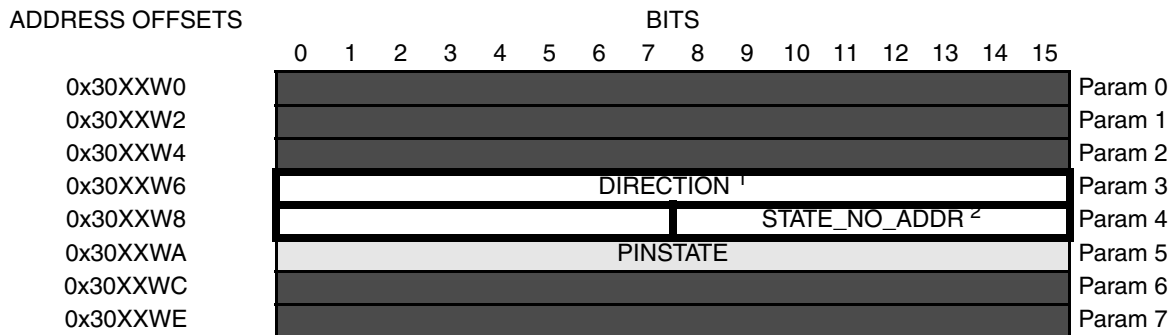 ADDRESS OFFSETS BITS
0 1 2 3 4 5 6 7 8 9 10 11 12 13 14 15
0x30XXW0 Param 0
0x30XXW2 Param 1
0x30XXW4 Param 2
0x30XXW6 DIRECTION 1 Param 3
0x30XXW8 STATE_NO_ADDR 2 Param 4
0x30XXWA PINSTATE Param 5
0x30XXWC Param 6
0x30XXWE Param 7